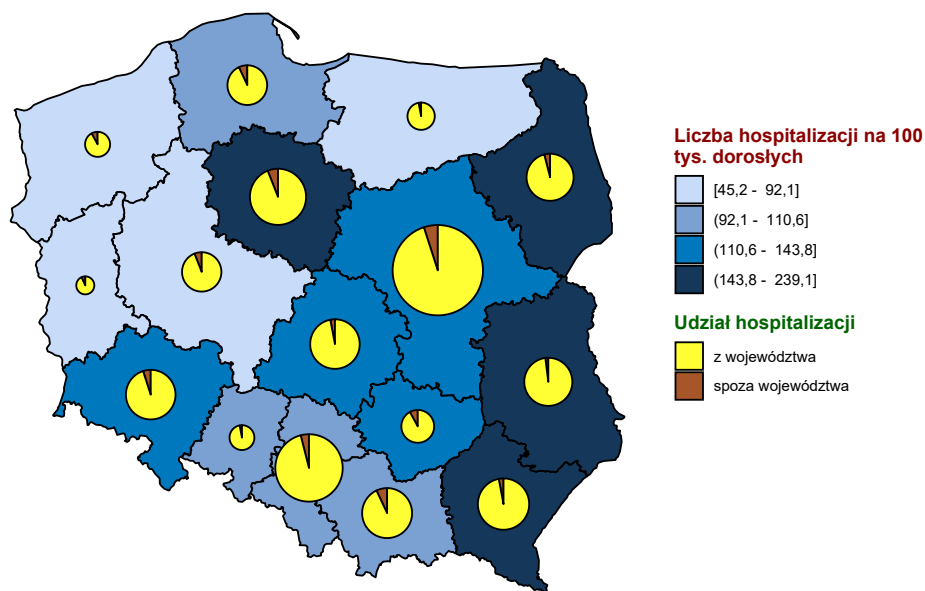 Liczba hospitalizacji na 100
tys. dorosłych
[45,2 - 92,1]
(92,1 - 110,6]
(110,6 - 143,8]
(143,8 - 239,1]
Udział hospitalizacji
z województwa
spoza województwa